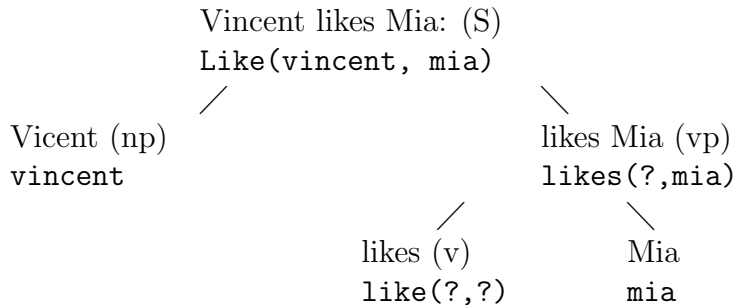 Vincent likes Mia: (S)
Like(vincent, mia)
Vicent (np)
likes Mia (vp)
vincent
likes(?,mia)
likes (v)
Mia
like(?,?)
mia